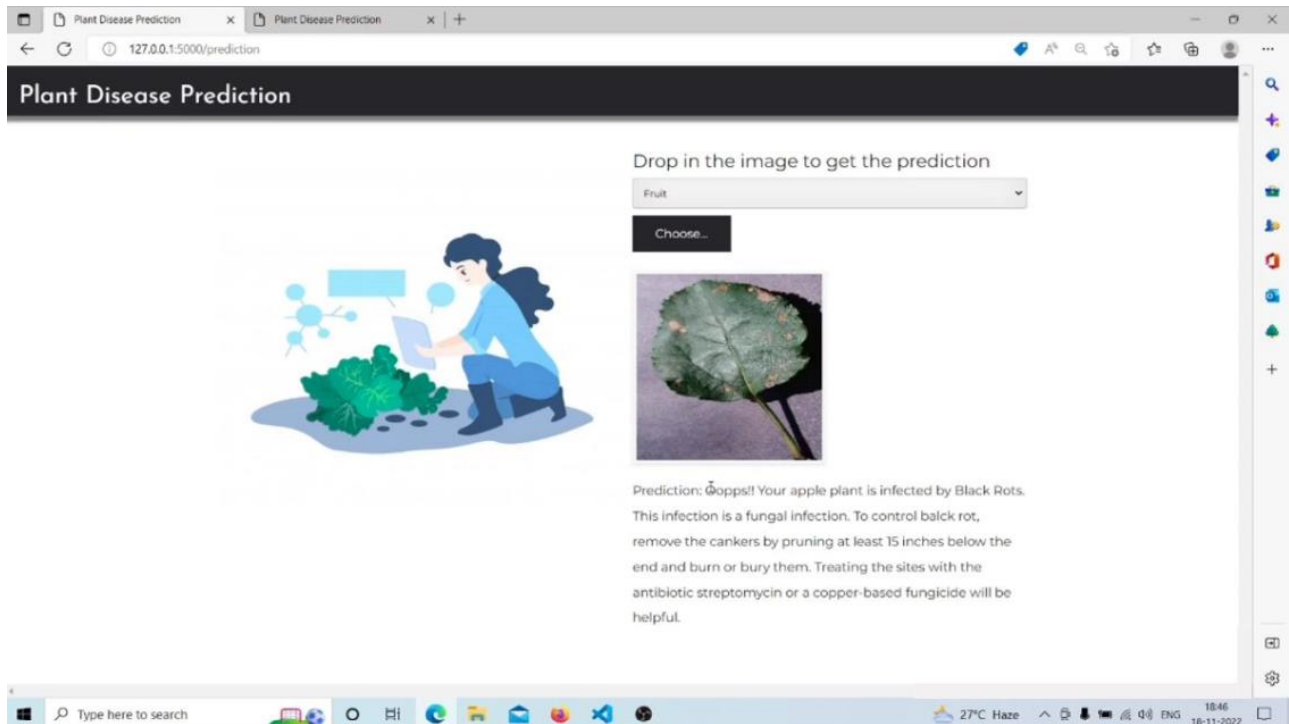 Plant Disease Prediction
Plant Disease Prediction
127.0.0.1:5000/prediction
Plant Disease Prediction
Drop in the image to get the prediction
Fruit
Choose...
Prediction: Oopps!! Your apple plant is infected by Black Rots.
This infection is a fungal infection. To control balck rot,
remove the cankers by pruning at least 15 inches below the
end and burn or bury them. Treating the sites with the
antibiotic streptomycin or a copper-based fungicide will be
helpful.
Type here to search
27°C Haze
ENG
18:46
18-11-2022